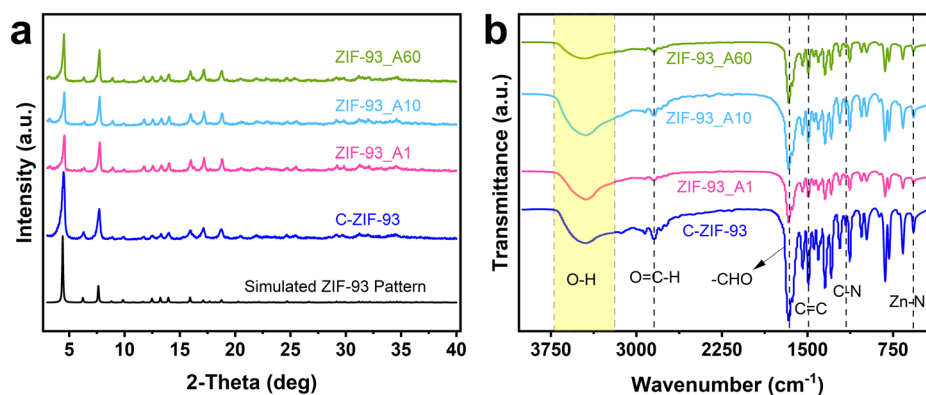 a
Intensity (a.u.)
ZIF-93_A60
ZIF-93_A10
ZIF-93_A1
C-ZIF-93
Simulated ZIF-93 Pattern
5 10 15 20 25 30 35 40
2-Theta (deg)
b
Transmittance (a.u.)
ZIF-93_A60
ZIF-93_A10
ZIF-93_A1
C-ZIF-93
O-H
O=C-H
-CHO
C=C
C-N
Zn-N
3750 3000 2250 1500 750
Wavenumber (cm⁻¹)